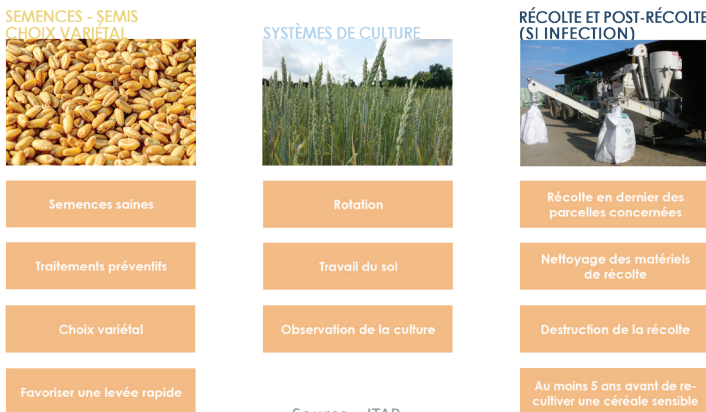 SEMENCES - SEMIS
CHOIX VARIÉTAL
Semences saines
Traitements préventifs
Choix variétal
Favoriser une levée rapide
SYSTÈMES DE CULTURE
Rotation
Travail du sol
Observation de la culture
RÉCOLTE ET POST-RÉCOLTE
(SI INFECTION)
Récolte en dernier des
parcelles concernées
Nettoyage des matériels
de récolte
Destruction de la récolte
Au moins 5 ans avant de re-
cultiver une céréale sensible